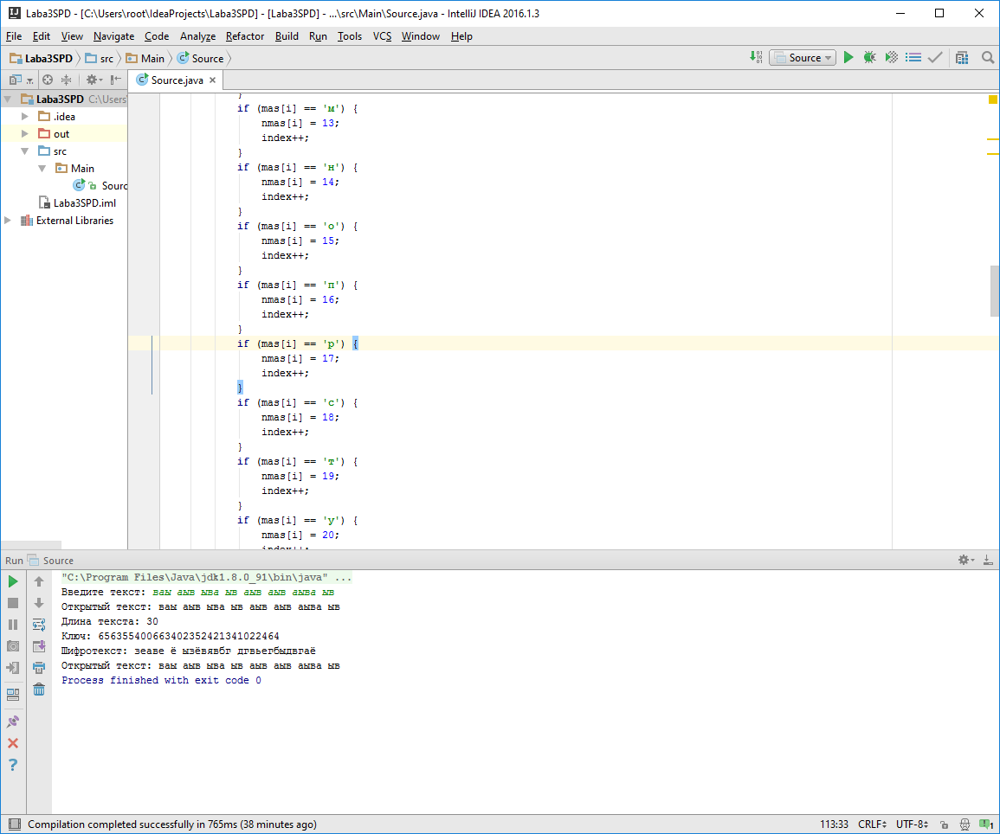 Laba3SPD - [C:\Users\root\IdeaProjects\Laba3SPD] - [Laba3SPD] - ...\src\Main\Source.java - IntelliJ IDEA 2016.1.3
File Edit View Navigate Code Analyze Refactor Build Run Tools VCS Window Help
Laba3SPD src Main Source
Source
Source.java
Laba3SPD C:\Users
.idea
out
src
Main
Sourc
Laba3SPD.iml
External Libraries
}
if (mas[i] == 'м') {
nmas[i] = 13;
index++;
}
if (mas[i] == 'н') {
nmas[i] = 14;
index++;
}
if (mas[i] == 'о') {
nmas[i] = 15;
index++;
}
if (mas[i] == 'п') {
nmas[i] = 16;
index++;
}
if (mas[i] == 'р') {
nmas[i] = 17;
index++;
}
if (mas[i] == 'с') {
nmas[i] = 18;
index++;
}
if (mas[i] == 'т') {
nmas[i] = 19;
index++;
}
if (mas[i] == 'у') {
nmas[i] = 20;
index++;
Run Source
"C:\Program Files\Java\jdk1.8.0_91\bin\java" ...
Введите текст: ваы аыв ыва ыв аыв аыв аыва ыв
Открытый текст: ваы аыв ыва ыв аыв аыв аыва ыв
Длина текста: 30
Ключ: 656355400663402352421341022464
Шифротекст: зеаве ё ызёвявбг дгвьегбыдвгаё
Открытый текст: ваы аыв ыва ыв аыв аыв аыва ыв
Process finished with exit code 0
Compilation completed successfully in 765ms (38 minutes ago)
113:33 CRLF UTF-8 1